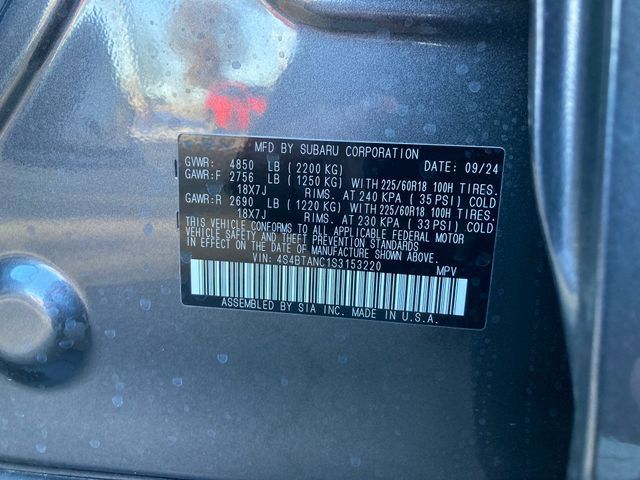 MFD BY SUBARU CORPORATION
GVWR: 4850 LB (2200 KG) DATE: 09/24
GAWR:F 2756 LB (1250 KG) WITH 225/60R18 100H TIRES.
18X7J RIMS. AT 240 KPA (35 PSI) COLD
GAWR:R 2690 LB (1220 KG) WITH 225/60R18 100H TIRES.
18X7J RIMS. AT 230 KPA (33 PSI) COLD
THIS VEHICLE CONFORMS TO ALL APPLICABLE FEDERAL MOTOR
VEHICLE SAFETY AND THEFT PREVENTION STANDARDS
IN EFFECT ON THE DATE OF MANUFACTURE SHOWN ABOVE.
VIN: 4S4BTANC1S3153220 MPV
ASSEMBLED BY SIA INC. MADE IN U.S.A.